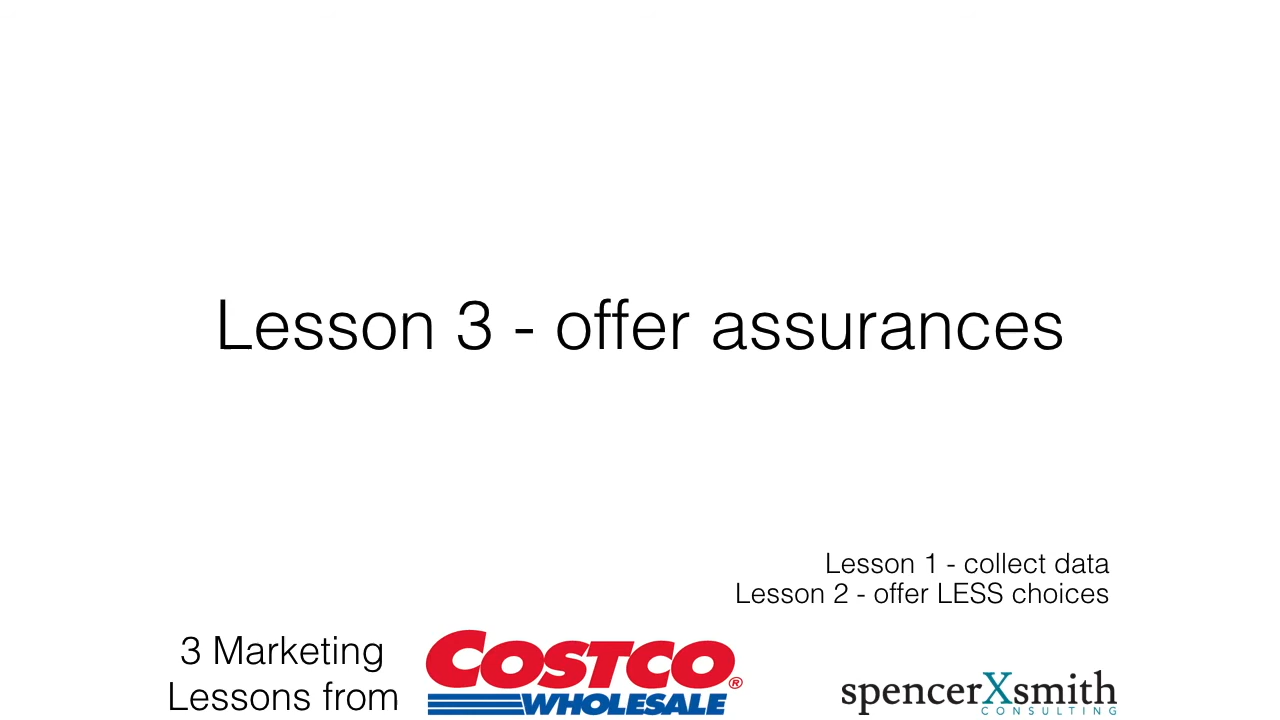 Lesson 3 - offer assurances
Lesson 1 - collect data
Lesson 2 - offer LESS choices
3 Marketing
Lessons from
COSTCO®
WHOLESALE
spencerXsmith
CONSULTING